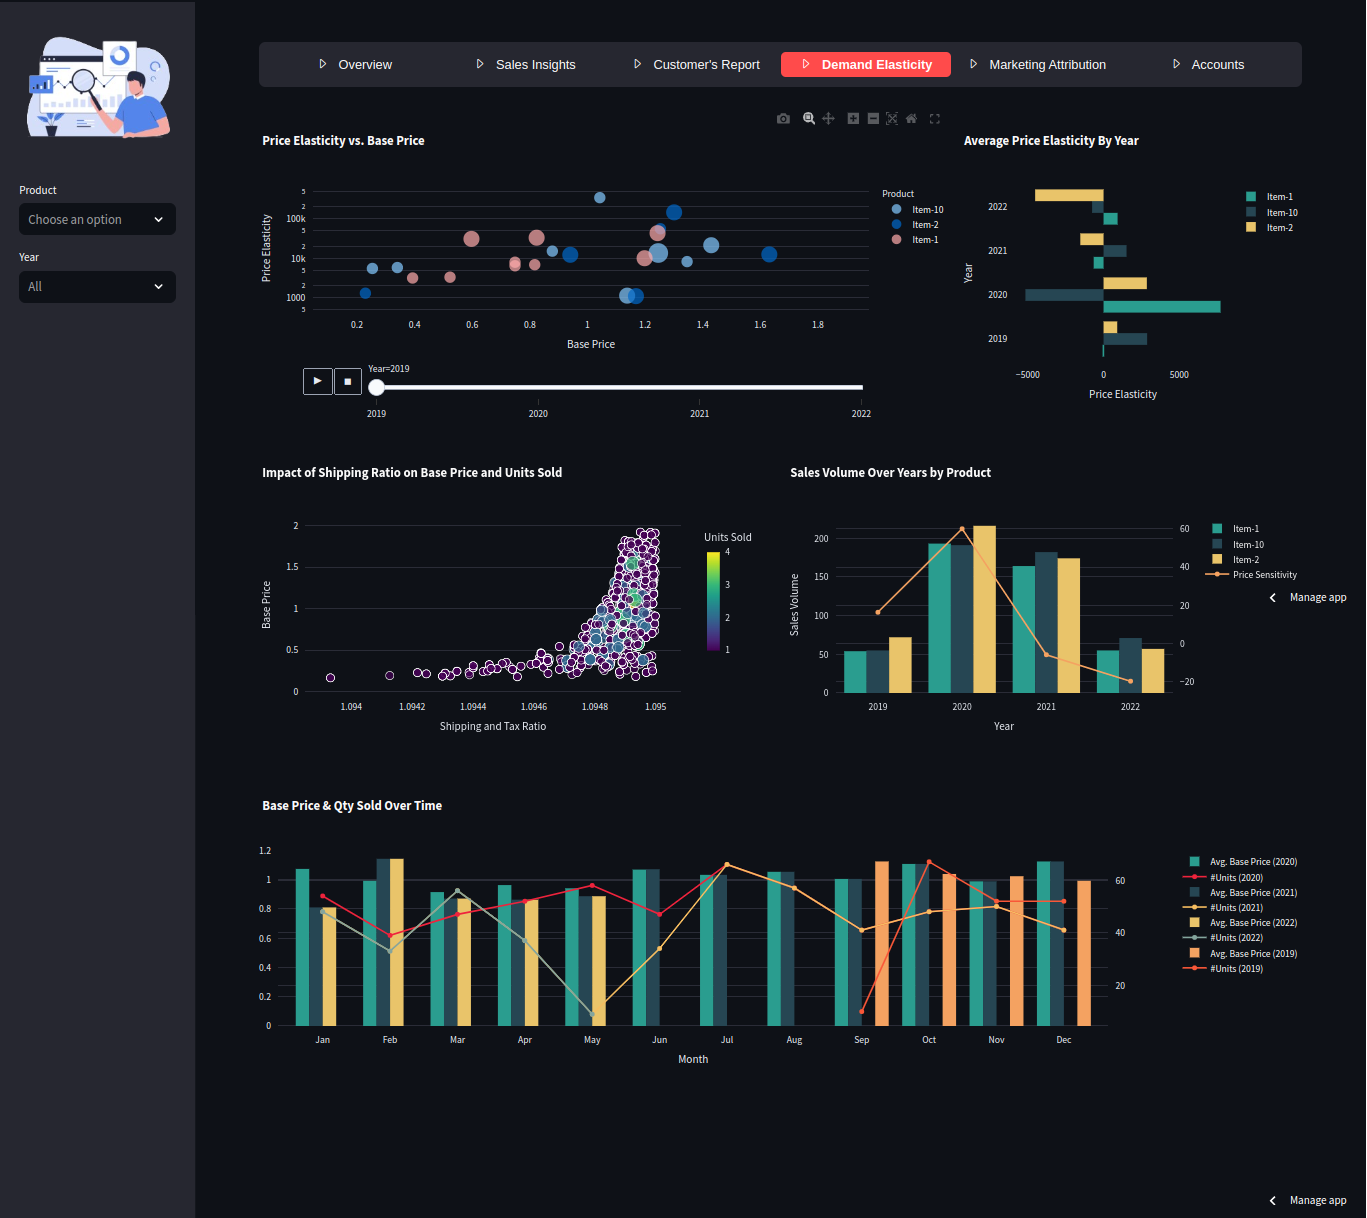 Overview
Sales Insights
Customer's Report
Demand Elasticity
Marketing Attribution
Accounts
Product
Choose an option
Year
All
Price Elasticity vs. Base Price
Price Elasticity
5
2
100k
5
2
10k
5
2
1000
5
0.2 0.4 0.6 0.8 1 1.2 1.4 1.6 1.8
Base Price
Product
Item-10
Item-2
Item-1
Year=2019
2019 2020 2021 2022
Average Price Elasticity By Year
Year
2022
2021
2020
2019
−5000 0 5000
Price Elasticity
Item-1
Item-10
Item-2
Impact of Shipping Ratio on Base Price and Units Sold
Base Price
2
1.5
1
0.5
0
1.094 1.0942 1.0944 1.0946 1.0948 1.095
Shipping and Tax Ratio
Units Sold
4
3
2
1
Sales Volume Over Years by Product
Sales Volume
200
150
100
50
0
60
40
20
0
−20
2019 2020 2021 2022
Year
Item-1
Item-10
Item-2
Price Sensitivity
Manage app
Base Price & Qty Sold Over Time
1.2
1
0.8
0.6
0.4
0.2
0
60
40
20
Jan Feb Mar Apr May Jun Jul Aug Sep Oct Nov Dec
Month
Avg. Base Price (2020)
#Units (2020)
Avg. Base Price (2021)
#Units (2021)
Avg. Base Price (2022)
#Units (2022)
Avg. Base Price (2019)
#Units (2019)
Manage app